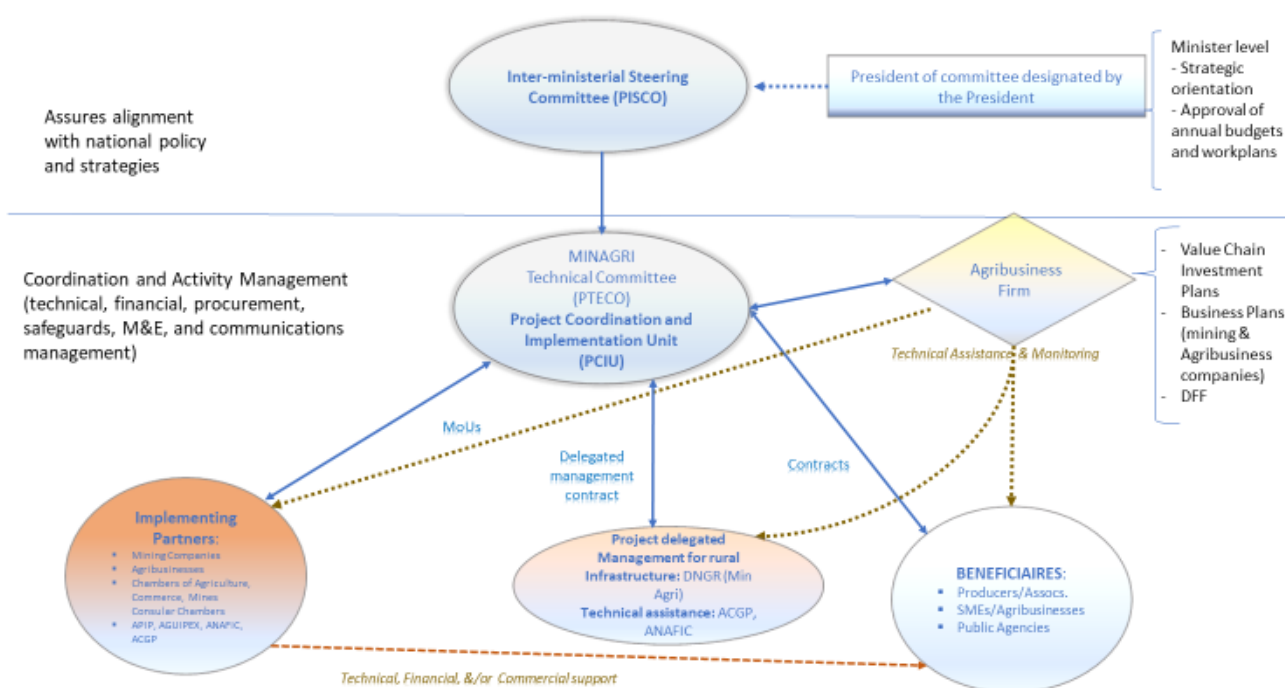 Inter-ministerial Steering
Committee (PISCO)
President of committee designated by
the President
Minister level
- Strategic
orientation
- Approval of
annual budgets
and workplans
Assures alignment
with national policy
and strategies
Coordination and Activity Management
(technical, financial, procurement,
safeguards, M&E, and communications
management)
MINAGRI
Technical Committee
(PTECO)
Project Coordination and
Implementation Unit
(PCIU)
Agribusiness
Firm
- Value Chain
Investment
Plans
- Business Plans
(mining &
Agribusiness
companies)
- DFF
Technical Assistance & Monitoring
MoUs
Delegated
management
contract
Contracts
Implementing
Partners:
Mining Companies
Agribusinesses
Chambers of Agriculture,
Commerce, Mines
Consular Chambers
APIP, AGUIPEX, ANAFIC,
ACGP
Project delegated
Management for rural
Infrastructure: DNGR (Min
Agri)
Technical assistance: ACGP,
ANAFIC
BENEFICIAIRES:
Producers/Assocs.
SMEs/Agribusinesses
Public Agencies
Technical, Financial, &/or Commercial support